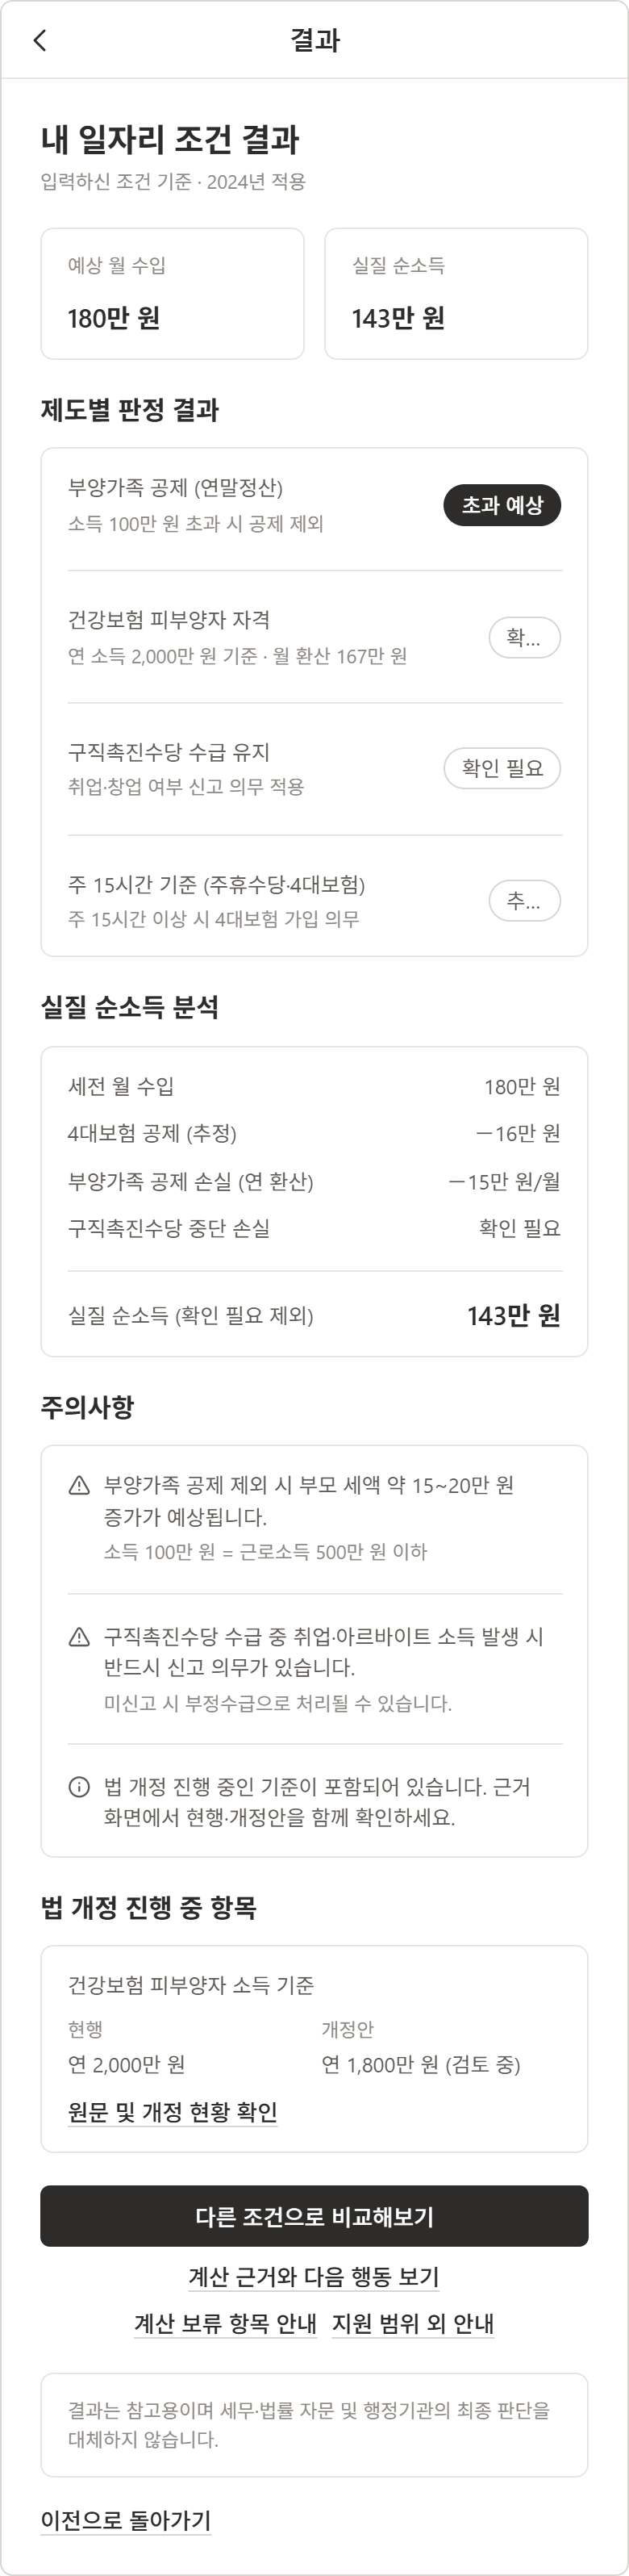 결과
내 일자리 조건 결과
입력하신 조건 기준 · 2024년 적용
예상 월 수입
180만 원
실질 순소득
143만 원
제도별 판정 결과
부양가족 공제 (연말정산)
소득 100만 원 초과 시 공제 제외
초과 예상
건강보험 피부양자 자격
연 소득 2,000만 원 기준 · 월 환산 167만 원
확...
구직촉진수당 수급 유지
취업·창업 여부 신고 의무 적용
확인 필요
주 15시간 기준 (주휴수당·4대보험)
주 15시간 이상 시 4대보험 가입 의무
추...
실질 순소득 분석
세전 월 수입 180만 원
4대보험 공제 (추정) −16만 원
부양가족 공제 손실 (연 환산) −15만 원/월
구직촉진수당 중단 손실 확인 필요
실질 순소득 (확인 필요 제외) 143만 원
주의사항
부양가족 공제 제외 시 부모 세액 약 15~20만 원
증가가 예상됩니다.
소득 100만 원 = 근로소득 500만 원 이하
구직촉진수당 수급 중 취업·아르바이트 소득 발생 시
반드시 신고 의무가 있습니다.
미신고 시 부정수급으로 처리될 수 있습니다.
법 개정 진행 중인 기준이 포함되어 있습니다. 근거
화면에서 현행·개정안을 함께 확인하세요.
법 개정 진행 중 항목
건강보험 피부양자 소득 기준
현행
연 2,000만 원
개정안
연 1,800만 원 (검토 중)
원문 및 개정 현황 확인
다른 조건으로 비교해보기
계산 근거와 다음 행동 보기
계산 보류 항목 안내 지원 범위 외 안내
결과는 참고용이며 세무·법률 자문 및 행정기관의 최종 판단을
대체하지 않습니다.
이전으로 돌아가기